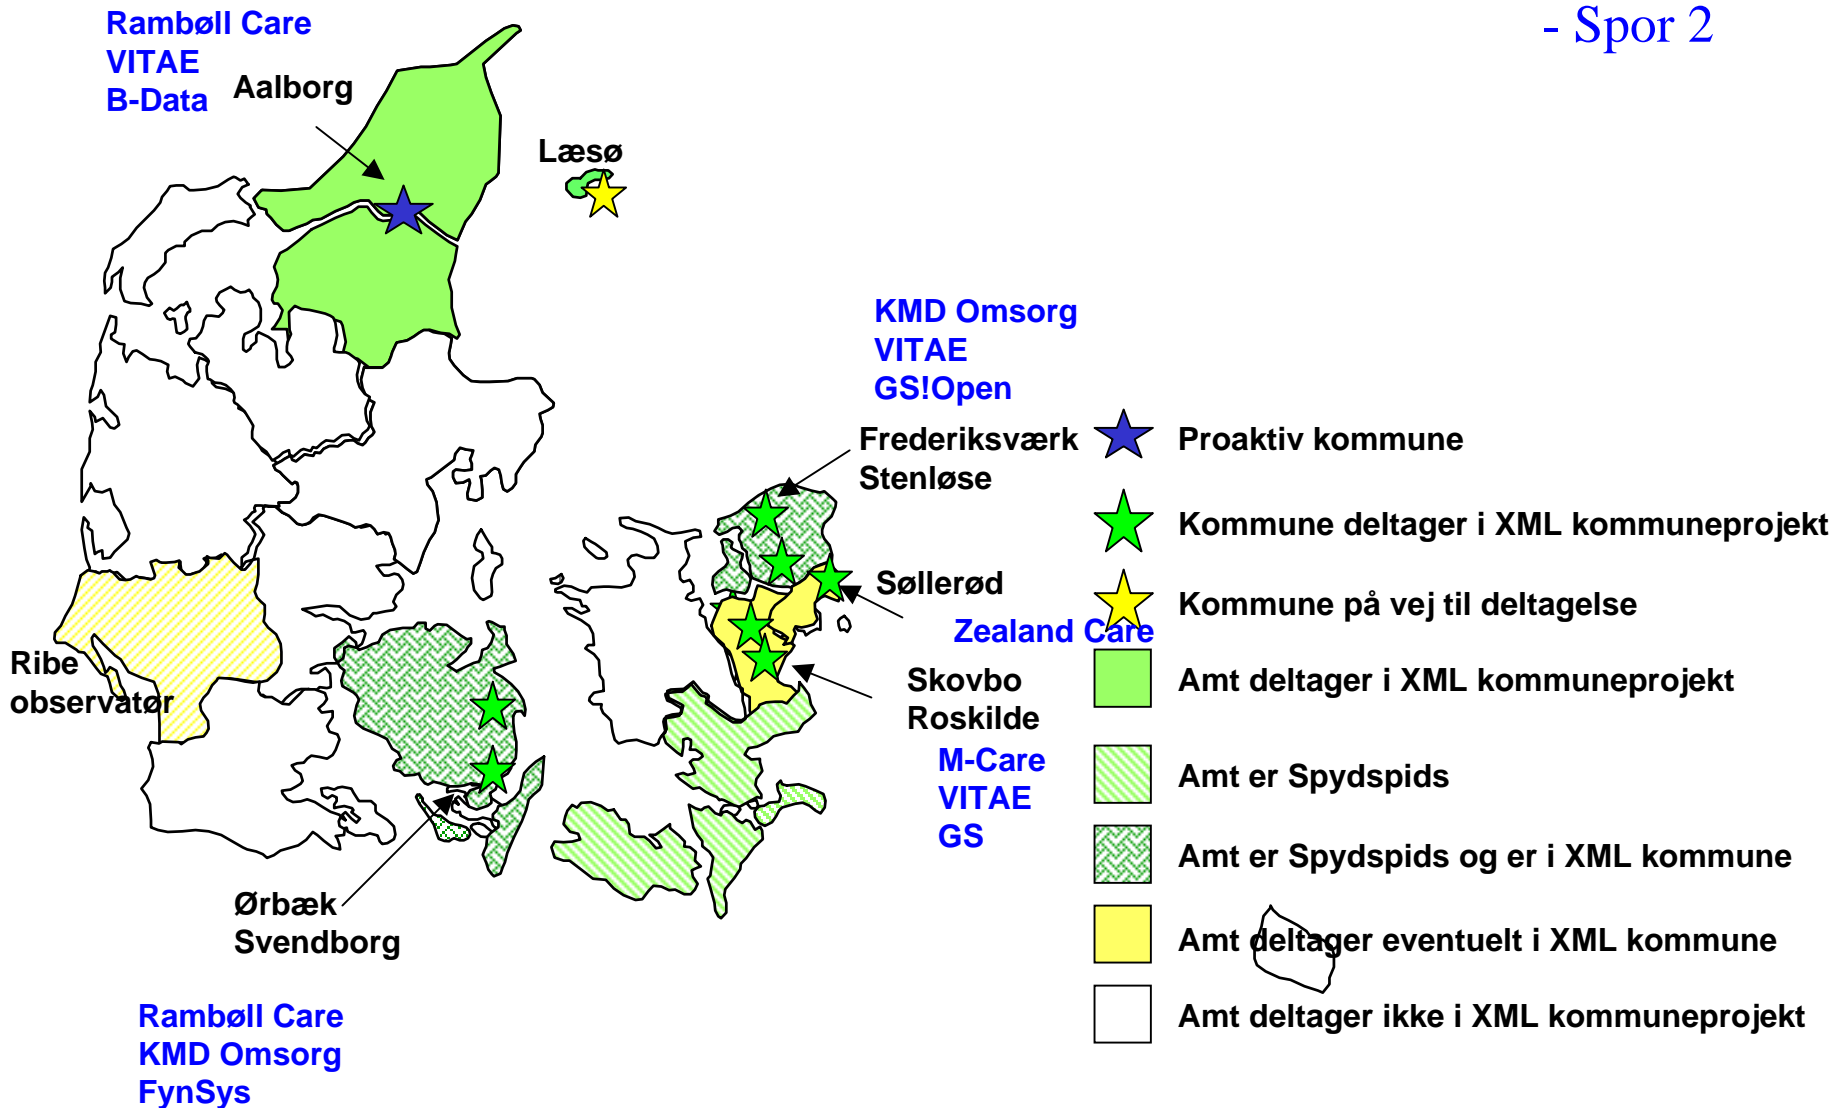 - Spor 2
Rambøll Care
VITAE
B-Data
Aalborg
Læsø
KMD Omsorg
VITAE
GS!Open
Frederiksværk
Stenløse
Søllerød
Zealand Care
Skovbo
Roskilde
M-Care
VITAE
GS
Ribe
observatør
Ørbæk
Svendborg
Rambøll Care
KMD Omsorg
FynSys
Proaktiv kommune
Kommune deltager i XML kommuneprojekt
Kommune på vej til deltagelse
Amt deltager i XML kommuneprojekt
Amt er Spydspids
Amt er Spydspids og er i XML kommune
Amt deltager eventuelt i XML kommune
Amt deltager ikke i XML kommuneprojekt